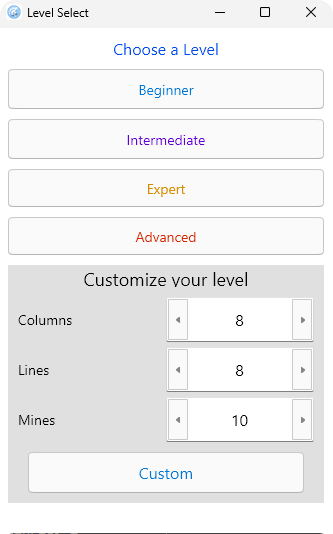 Level Select
Choose a Level
Beginner
Intermediate
Expert
Advanced
Customize your level
Columns 8
Lines 8
Mines 10
Custom